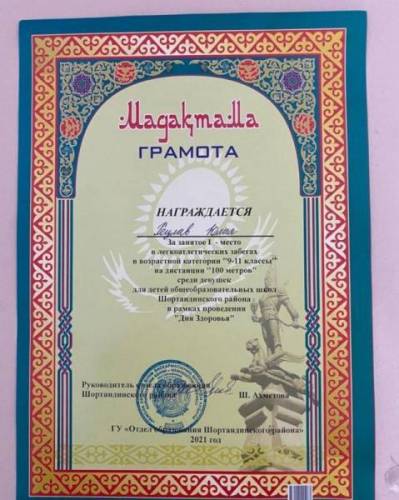 Мадақтама
ГРАМОТА
НАГРАЖДАЕТСЯ
Юлия
За занятое I - место
в легкоатлетических забегах
в возрастной категории "9-11 классы"
на дистанции "100 метров"
среди девушек
для детей общеобразовательных школ
Шортандинского района
в рамках проведения
"Дня Здоровья"
Руководитель отдела образования
Шортандинского района Ш. Ахметова
ГУ «Отдел образования Шортандинского района»
2021 год